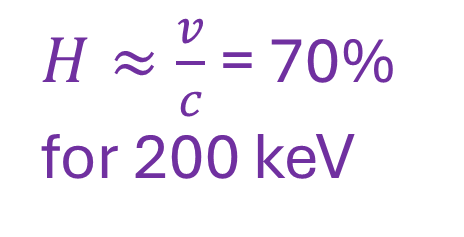 H ≈ v/c = 70%
for 200 keV